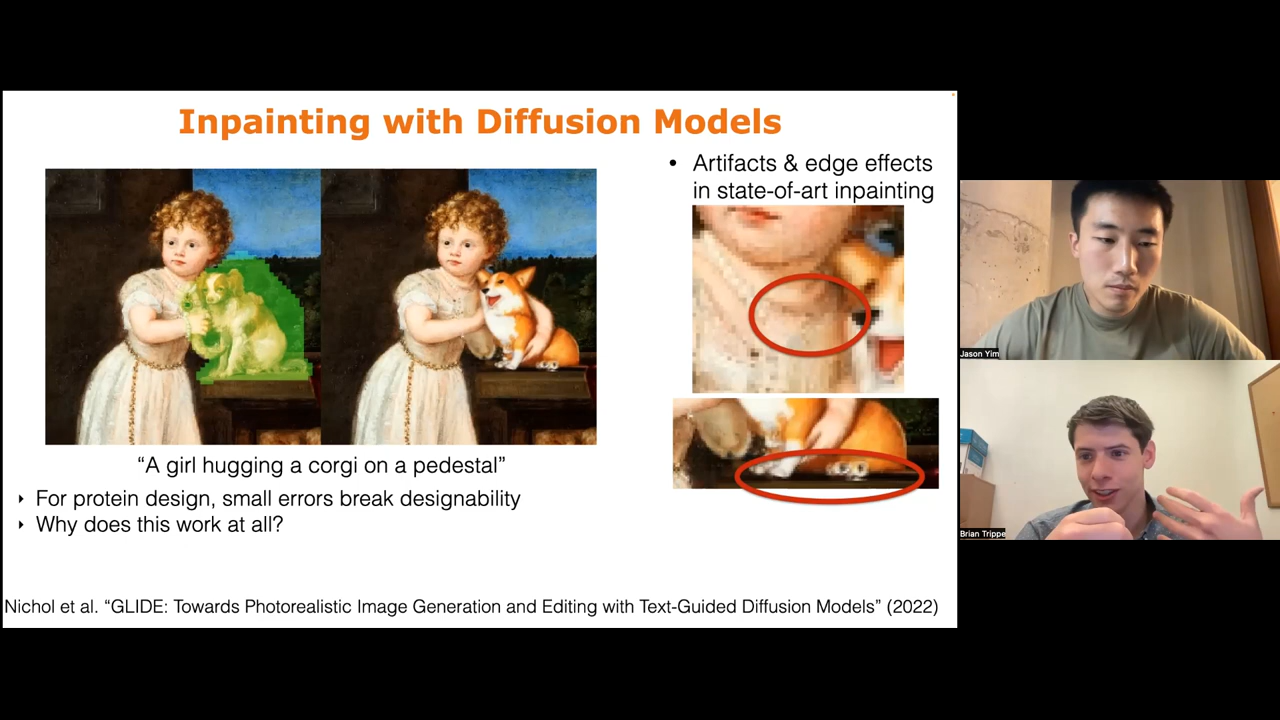 Inpainting with Diffusion Models
• Artifacts & edge effects
in state-of-art inpainting
“A girl hugging a corgi on a pedestal”
‣ For protein design, small errors break designability
‣ Why does this work at all?
Nichol et al. “GLIDE: Towards Photorealistic Image Generation and Editing with Text-Guided Diffusion Models” (2022)
Jason Yim
Brian Trippe